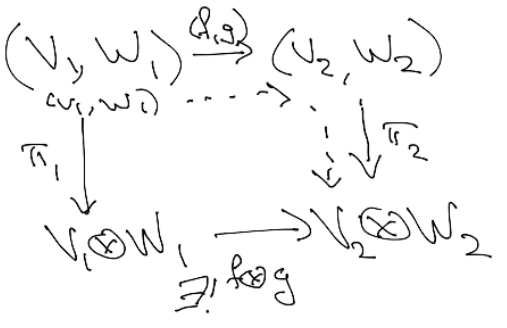 (f,g)
(V₁, W₁) → (V₂, W₂)
(v₁, w₁) ⇢
π₁ π₂
V₁⊗W₁ → V₂⊗W₂
∃! f⊗g